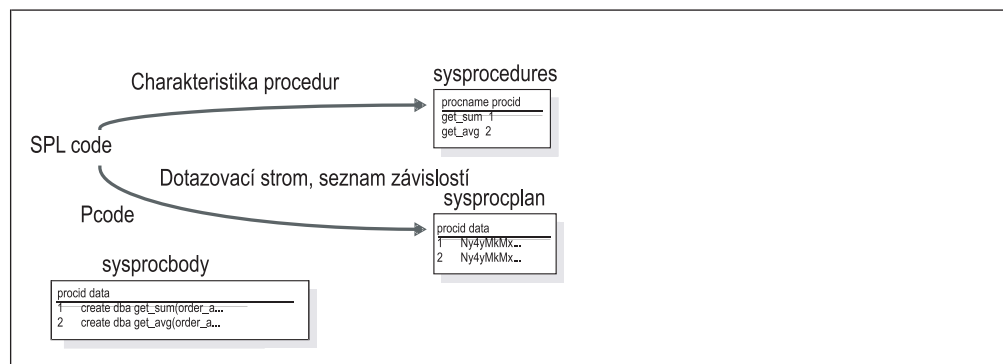 Charakteristika procedur
sysprocedures
procname procid
get_sum 1
get_avg 2
SPL code
Dotazovací strom, seznam závislostí
Pcode
sysprocplan
procid data
1 Ny4yMkMx...
2 Ny4yMkMx...
sysprocbody
procid data
1 create dba get_sum(order_a...
2 create dba get_avg(order_a...